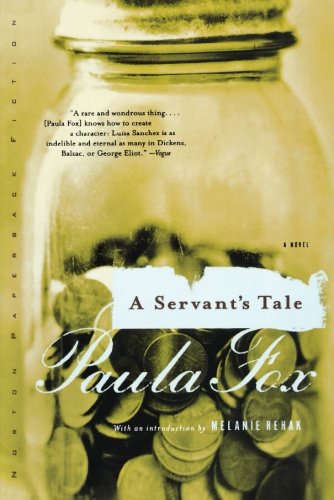 NORTON PAPERBACK FICTION
"A rare and wondrous thing. . . .
[Paula Fox] knows how to create
a character: Luisa Sanchez is as
indelible and eternal as many in Dickens,
Balzac, or George Eliot." —Vogue
A NOVEL
A Servant's Tale
Paula Fox
With an introduction by MELANIE REHAK